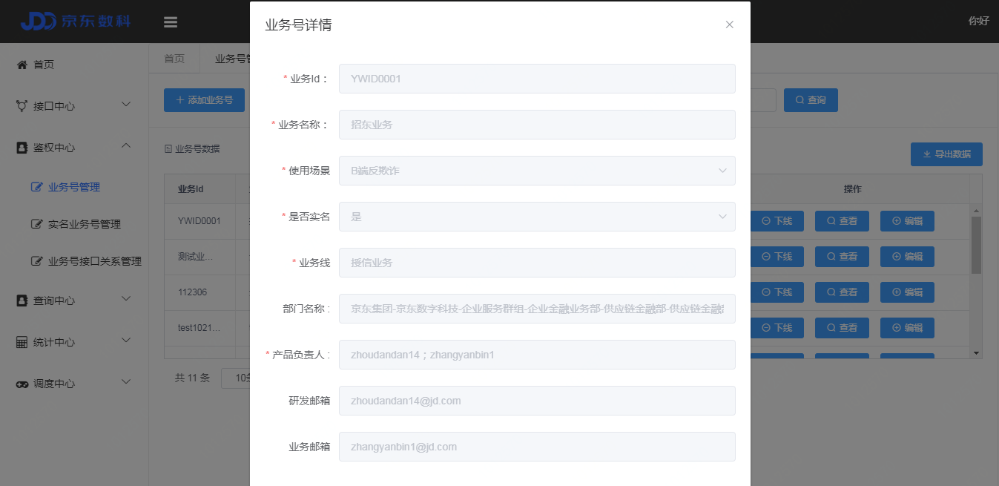 京东数科
你好
首页
接口中心
鉴权中心
业务号管理
实名业务号管理
业务号接口关系管理
查询中心
统计中心
调度中心
首页
业务号管
添加业务号
查询
业务号数据
导出数据
业务Id
操作
YWID0001
下线 查看 编辑
测试业...
下线 查看 编辑
112306
下线 查看 编辑
test1021...
下线 查看 编辑
共 11 条
10条
业务号详情
* 业务Id： YWID0001
* 业务名称： 招东业务
* 使用场景 B端反欺诈
* 是否实名 是
* 业务线 授信业务
部门名称： 京东集团-京东数字科技-企业服务群组-企业金融业务部-供应链金融部-供应链金融
* 产品负责人： zhoudandan14；zhangyanbin1
研发邮箱 zhoudandan14@jd.com
业务邮箱 zhangyanbin1@jd.com